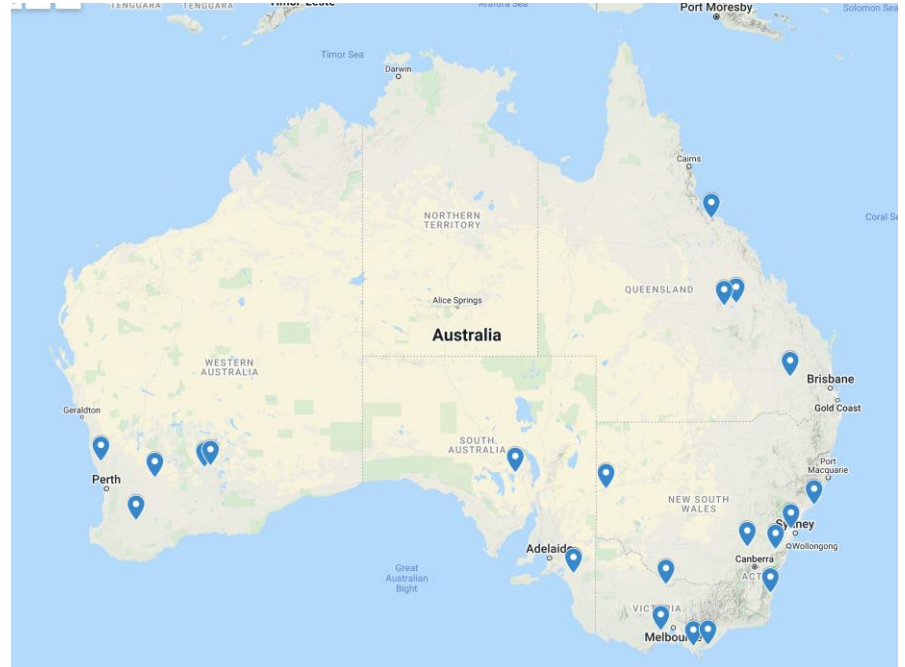 TENGGARA
TENGGARA
Timor-Leste
Arafura Sea
Port Moresby
Solomon Sea
Timor Sea
Darwin
Cairns
Coral Se
NORTHERN
TERRITORY
QUEENSLAND
Alice Springs
Australia
WESTERN
AUSTRALIA
Brisbane
Gold Coast
Geraldton
SOUTH
AUSTRALIA
Port
Macquarie
Perth
NEW SOUTH
WALES
Sydney
Wollongong
Adelaide
Canberra
ACT
Great
Australian
Bight
VICTORIA
Melbourne